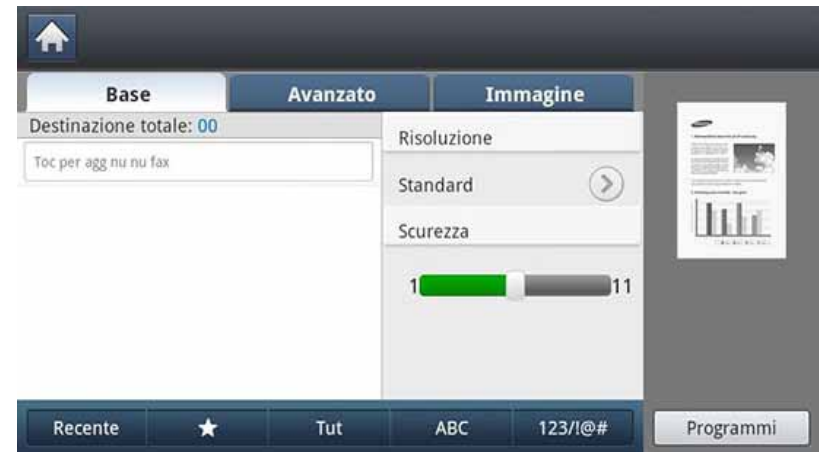 Base
Avanzato
Immagine
Destinazione totale: 00
Toc per agg nu nu fax
Risoluzione
Standard
Scurezza
1
11
Recente
★
Tut
ABC
123/!@#
Programmi